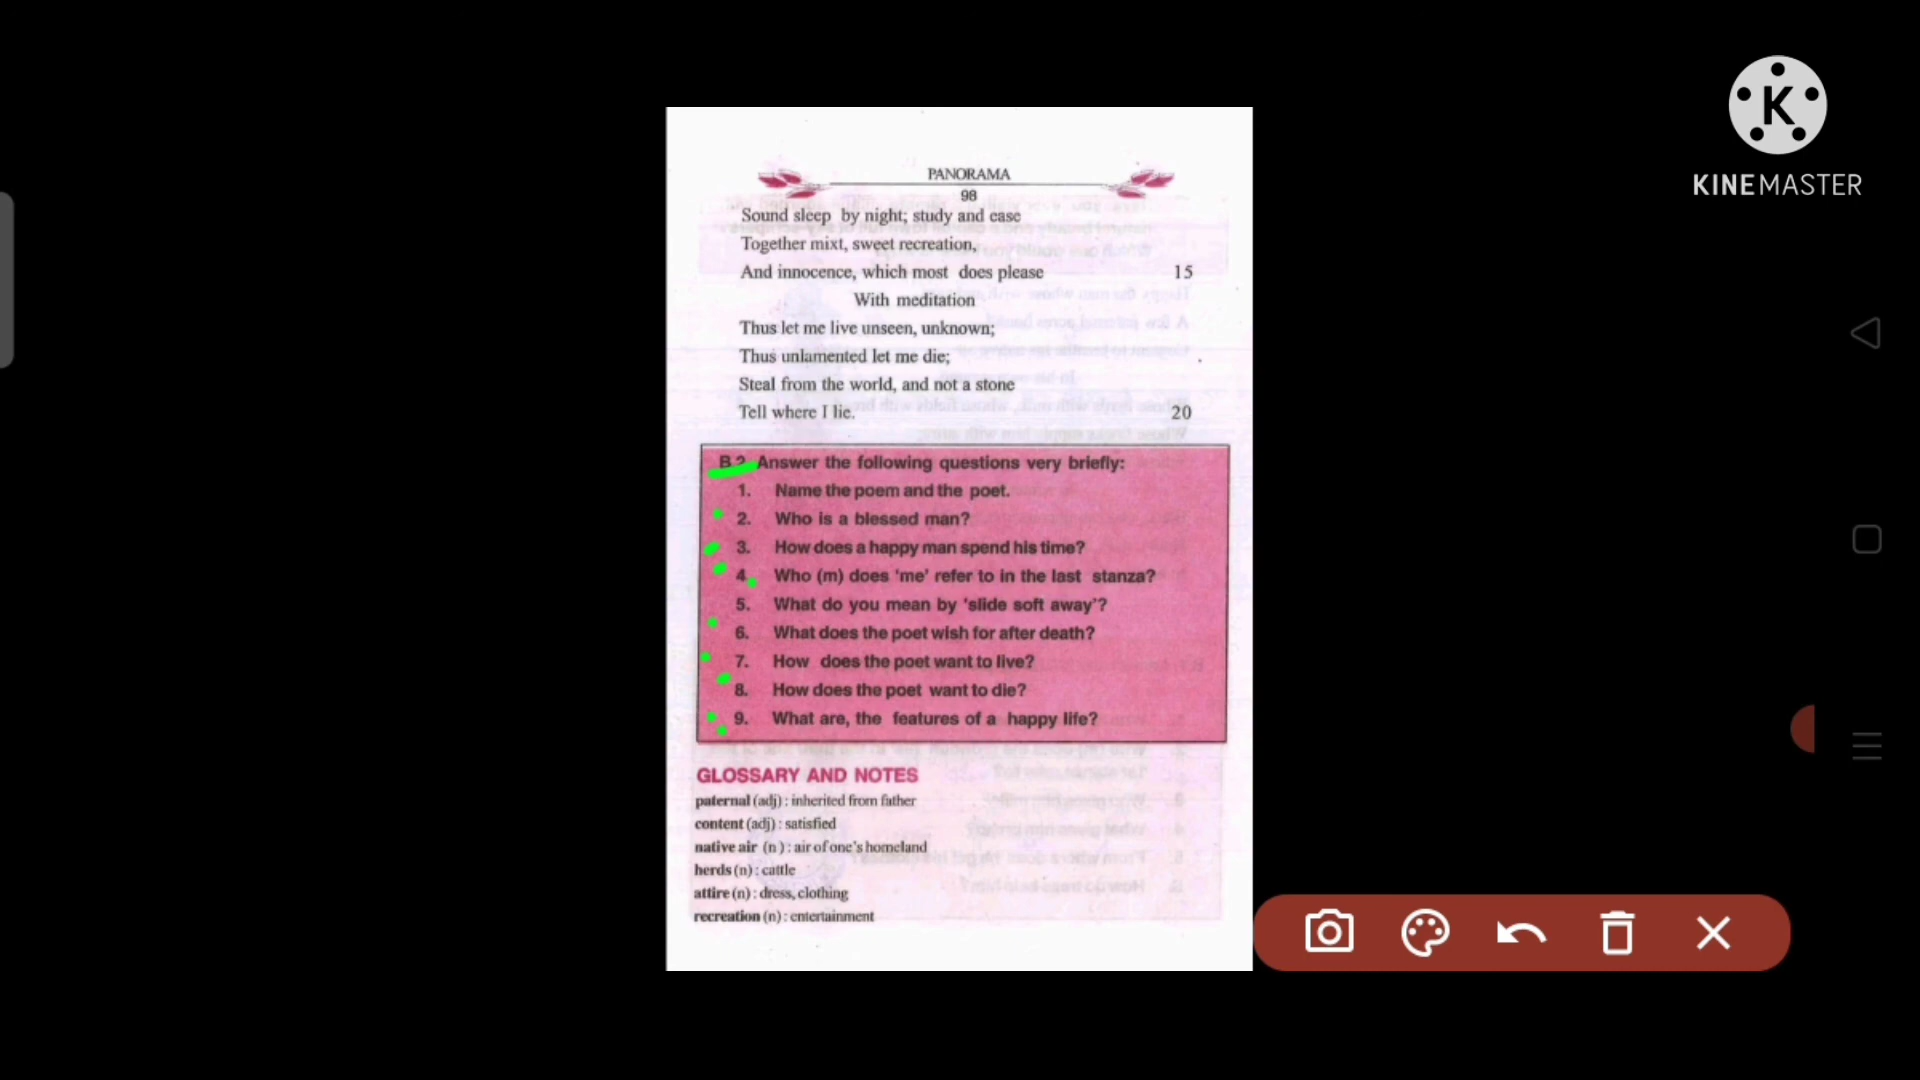 KINEMASTER
PANORAMA
98
Sound sleep by night; study and ease
Together mixt, sweet recreation,
And innocence, which most does please 15
With meditation
Thus let me live unseen, unknown;
Thus unlamented let me die;
Steal from the world, and not a stone
Tell where I lie. 20
B 2 Answer the following questions very briefly:
1. Name the poem and the poet.
2. Who is a blessed man?
3. How does a happy man spend his time?
4. Who (m) does ‘me’ refer to in the last stanza?
5. What do you mean by ‘slide soft away’?
6. What does the poet wish for after death?
7. How does the poet want to live?
8. How does the poet want to die?
9. What are, the features of a happy life?
GLOSSARY AND NOTES
paternal (adj) : inherited from father
content (adj) : satisfied
native air (n ) : air of one’s homeland
herds (n) : cattle
attire (n) : dress, clothing
recreation (n) : entertainment